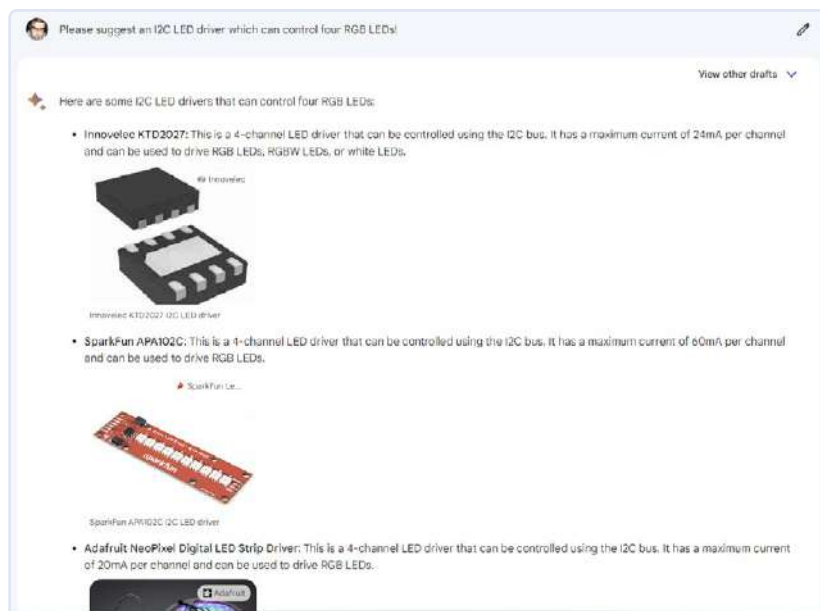 Please suggest an I2C LED driver which can control four RGB LEDs!
View other drafts
Here are some I2C LED drivers that can control four RGB LEDs:
• Innovelec KTD2027: This is a 4-channel LED driver that can be controlled using the I2C bus. It has a maximum current of 24mA per channel
and can be used to drive RGB LEDs, RGBW LEDs, or white LEDs.
Innovelec
Innovelec KTD2027 I2C LED driver
• SparkFun APA102C: This is a 4-channel LED driver that can be controlled using the I2C bus. It has a maximum current of 60mA per channel
and can be used to drive RGB LEDs.
SparkFun Le...
sparkfun
SparkFun APA102C I2C LED driver
• Adafruit NeoPixel Digital LED Strip Driver: This is a 4-channel LED driver that can be controlled using the I2C bus. It has a maximum current
of 20mA per channel and can be used to drive RGB LEDs.
Adafruit